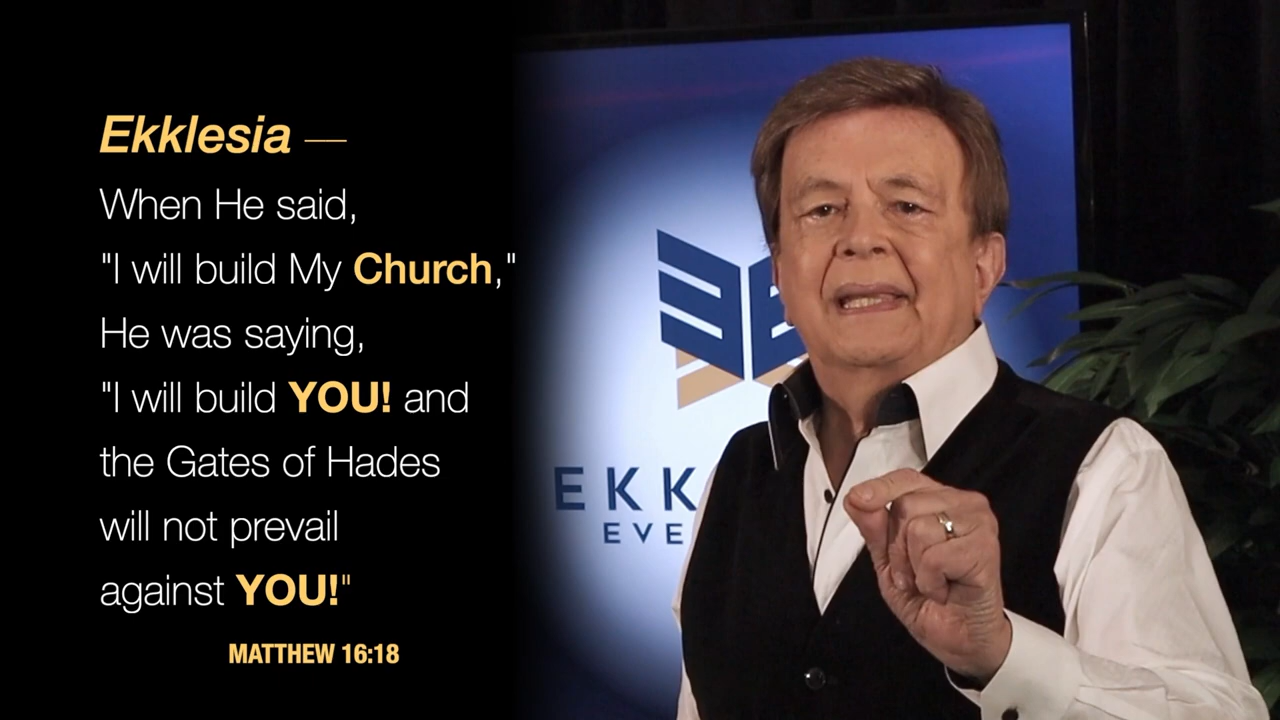 Ekklesia —
When He said,
"I will build My Church,"
He was saying,
"I will build YOU! and
the Gates of Hades
will not prevail
against YOU!"
MATTHEW 16:18
EKK
EVE